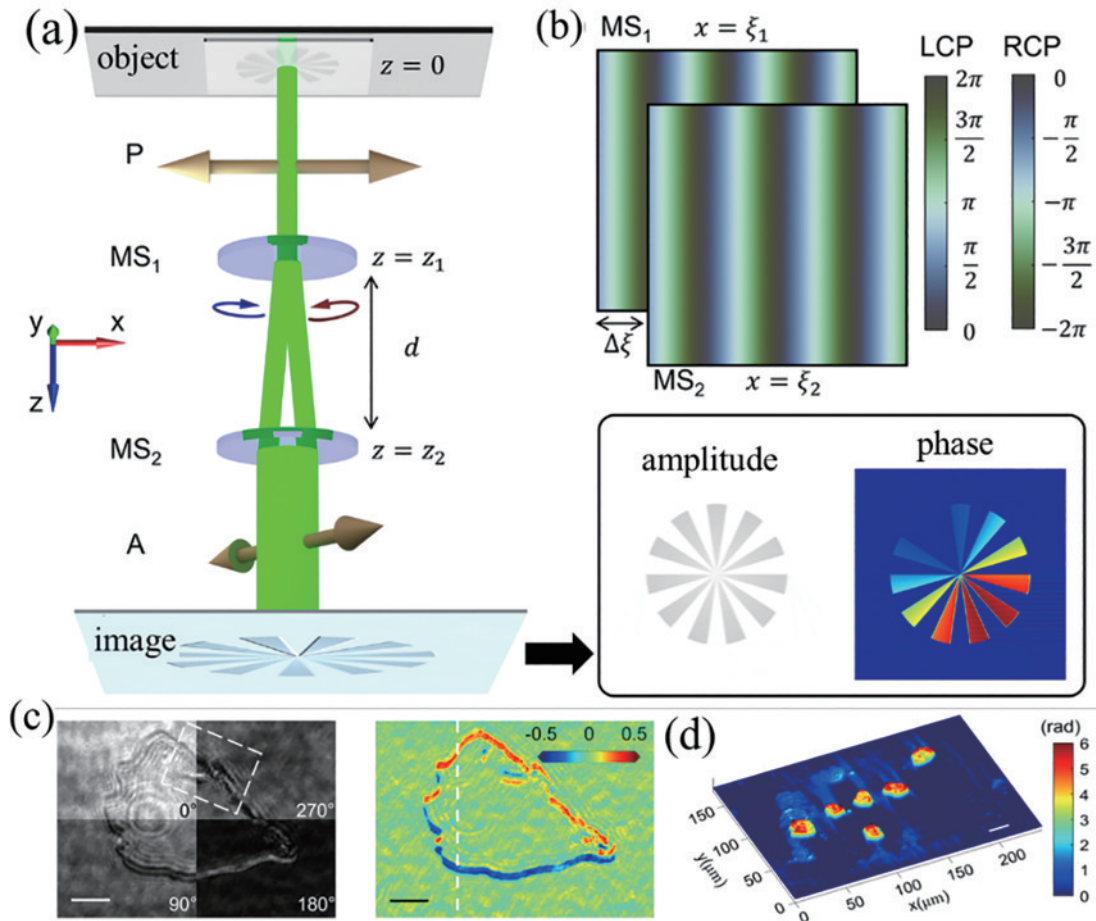 (a)
object
z = 0
P
MS₁
z = z₁
y
x
z
d
MS₂
z = z₂
A
image
(b)
MS₁
x = ξ₁
LCP
RCP
2π
3π/2
π
π/2
0
0
-π/2
-π
-3π/2
-2π
Δξ
MS₂
x = ξ₂
amplitude
phase
(c)
0°
270°
90°
180°
-0.5 0 0.5
(d)
(rad)
6
5
4
3
2
1
0
150
100
50
0
y(μm)
0
50
100
150
200
x(μm)